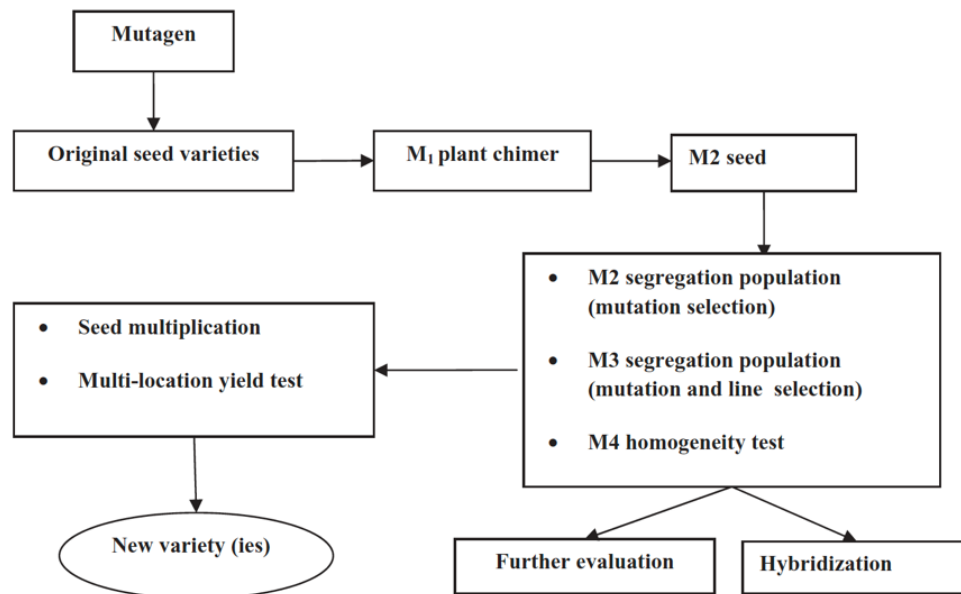 Mutagen
Original seed varieties
M₁ plant chimer
M2 seed
• M2 segregation population
(mutation selection)
• M3 segregation population
(mutation and line selection)
• M4 homogeneity test
• Seed multiplication
• Multi-location yield test
New variety (ies)
Further evaluation
Hybridization